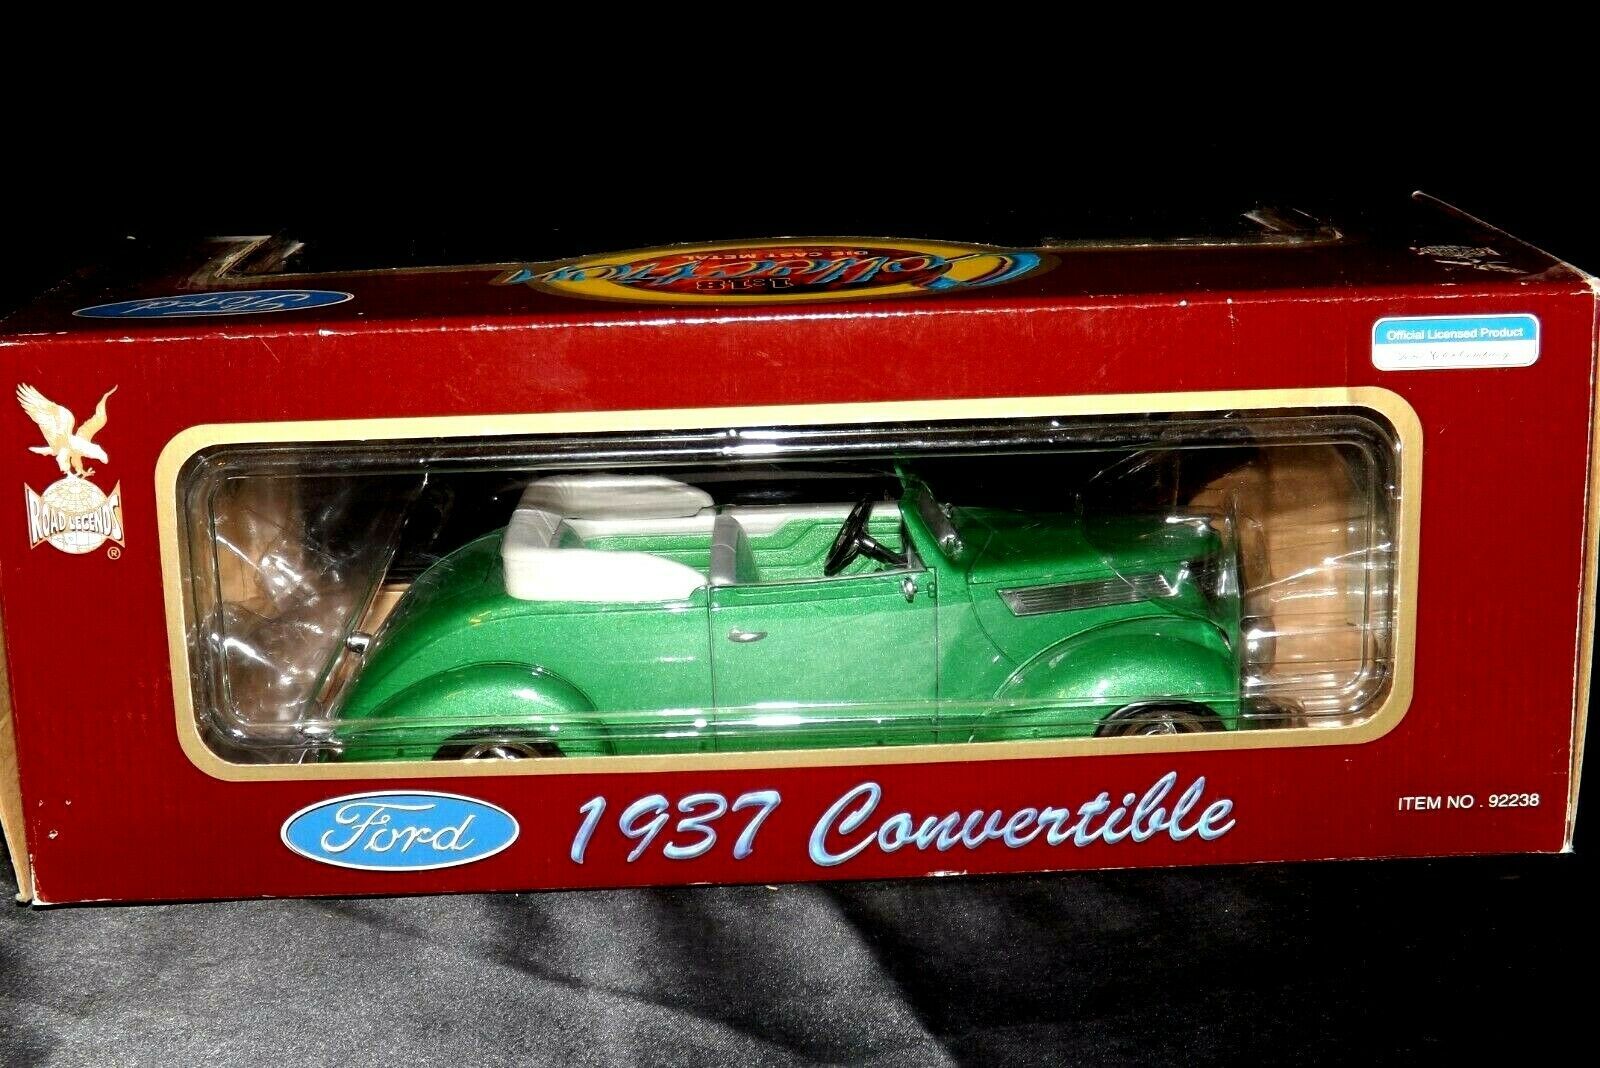 Collection
DIE CAST METAL
1:18
Ford
Official Licensed Product
ROAD LEGENDS
®
Ford
1937 Convertible
ITEM NO . 92238